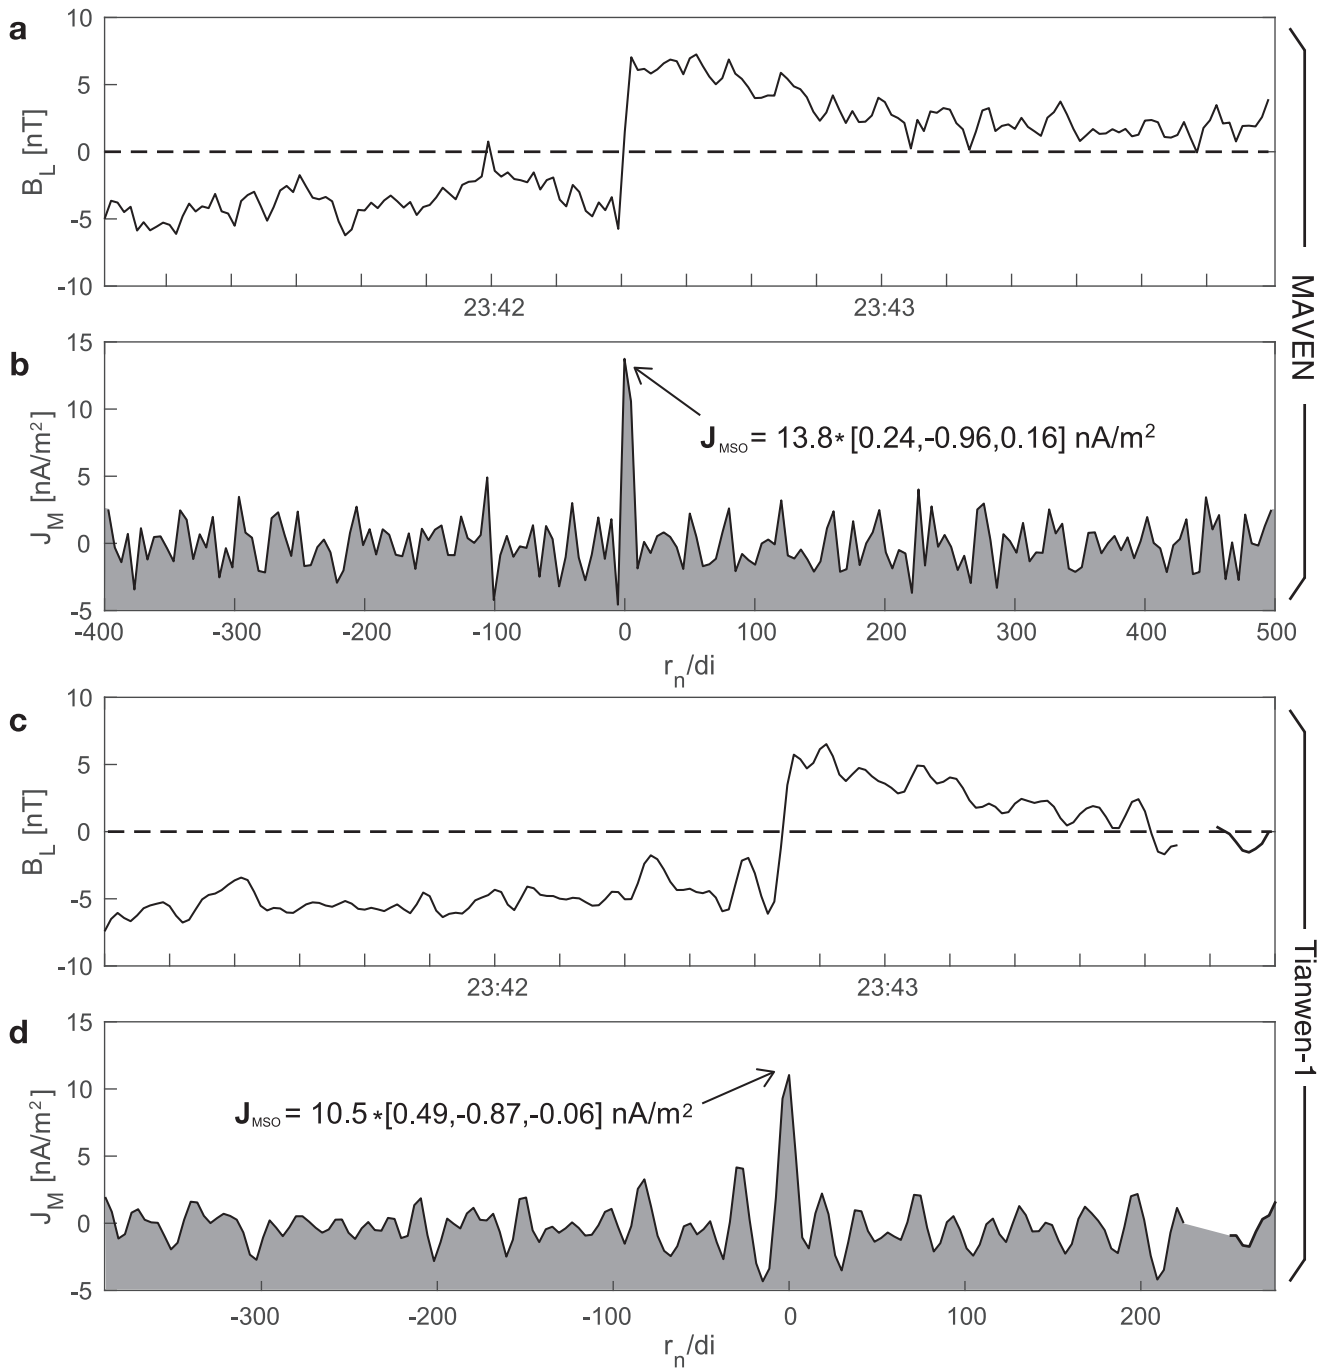 a
10
5
0
-5
-10
B_L [nT]
23:42 23:43
b
15
10
5
0
-5
J_M [nA/m²]
J_MSO = 13.8* [0.24,-0.96,0.16] nA/m²
-400 -300 -200 -100 0 100 200 300 400 500
r_n/di
MAVEN
c
10
5
0
-5
-10
B_L [nT]
23:42 23:43
d
15
10
5
0
-5
J_M [nA/m²]
J_MSO = 10.5 *[0.49,-0.87,-0.06] nA/m²
-300 -200 -100 0 100 200
r_n/di
Tianwen-1